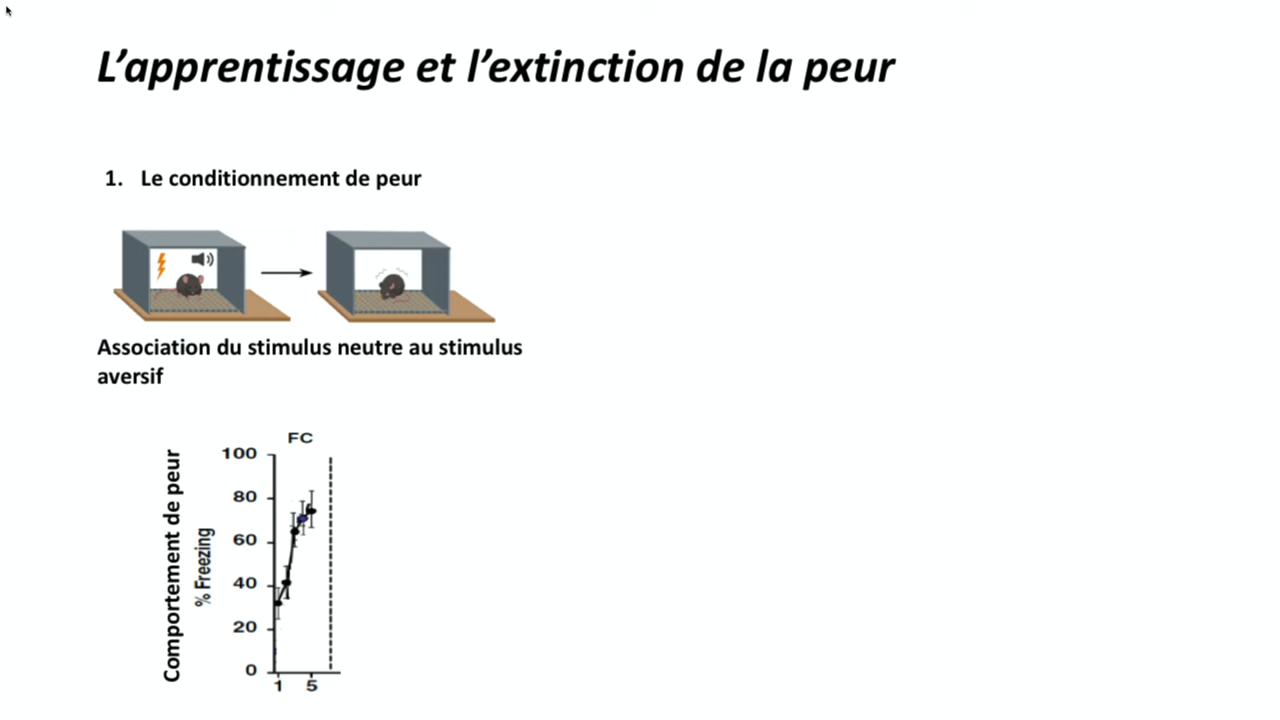 L’apprentissage et l’extinction de la peur
1. Le conditionnement de peur
Association du stimulus neutre au stimulus
aversif
FC
Comportement de peur
% Freezing
100
80
60
40
20
0
1 5